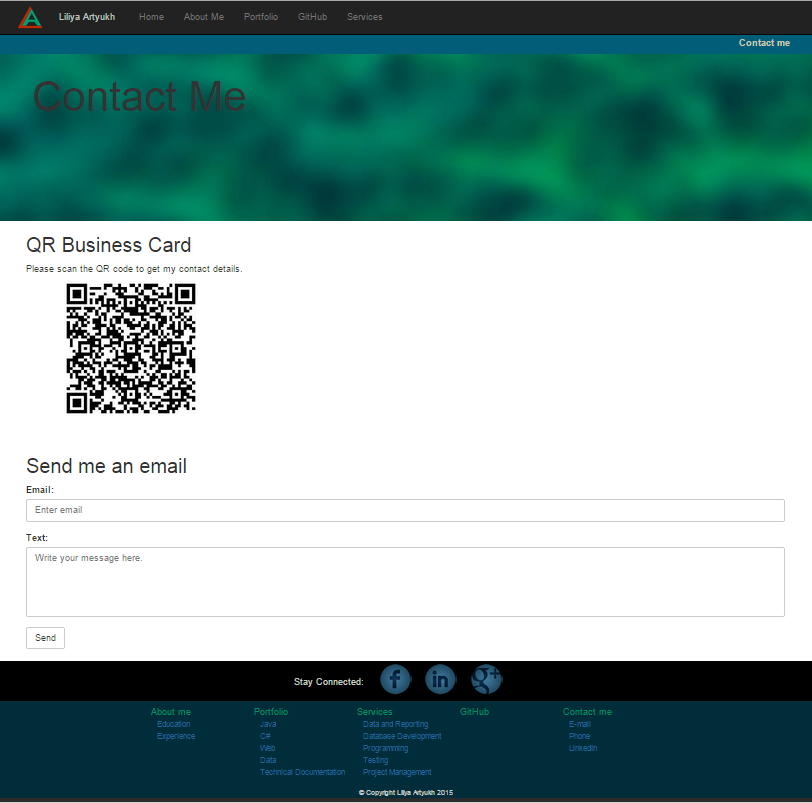 Liliya Artyukh Home About Me Portfolio GitHub Services
Contact me
Contact Me
QR Business Card
Please scan the QR code to get my contact details.
Send me an email
Email:
Enter email
Text:
Write your message here.
Send
Stay Connected: f in g+
About me Portfolio Services GitHub Contact me
Education Java Data and Reporting E-mail
Experience C# Database Development Phone
Web Programming LinkedIn
Data Testing
Technical Documentation Project Management
© Copyright Liliya Artyukh 2015